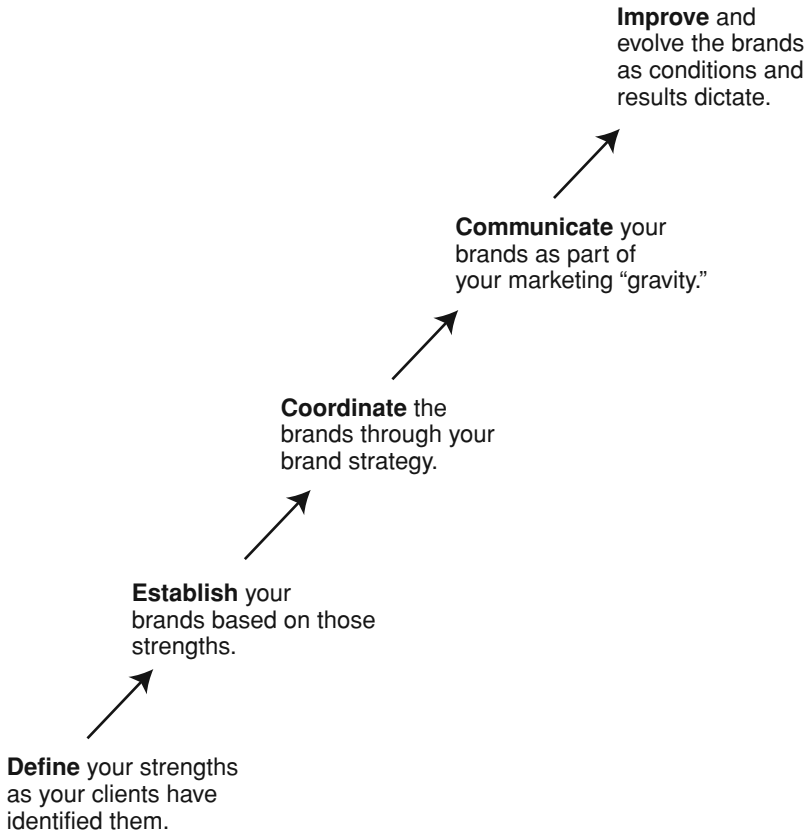 Improve and
evolve the brands
as conditions and
results dictate.
Communicate your
brands as part of
your marketing “gravity.”
Coordinate the
brands through your
brand strategy.
Establish your
brands based on those
strengths.
Define your strengths
as your clients have
identified them.